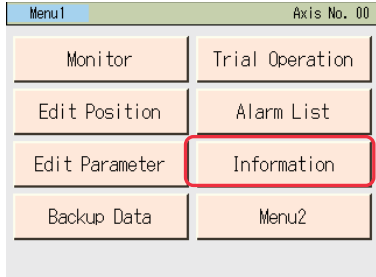 Menu1 Axis No. 00
Monitor Trial Operation
Edit Position Alarm List
Edit Parameter Information
Backup Data Menu2